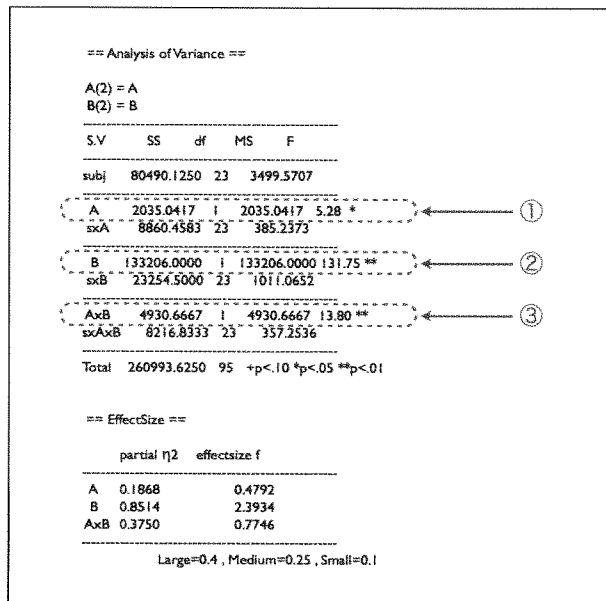 == Analysis of Variance ==
A(2) = A
B(2) = B
S.V SS df MS F
subj 80490.1250 23 3499.5707
A 2035.0417 1 2035.0417 5.28 * ①
sxA 8860.4583 23 385.2373
B 133206.0000 1 133206.0000 131.75 ** ②
sxB 23254.5000 23 1011.0652
AxB 4930.6667 1 4930.6667 13.80 ** ③
sxAxB 8216.8333 23 357.2536
Total 260993.6250 95 +p<.10 *p<.05 **p<.01
== EffectSize ==
partial η2 effectsize f
A 0.1868 0.4792
B 0.8514 2.3934
AxB 0.3750 0.7746
Large=0.4 , Medium=0.25 , Small=0.1